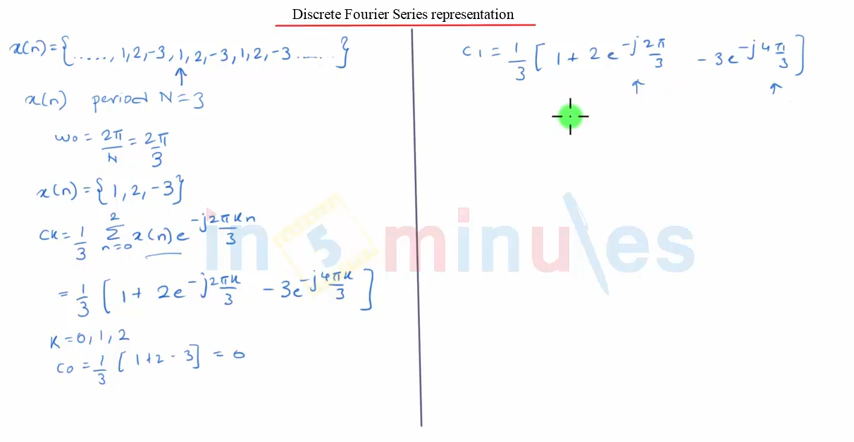 Discrete Fourier Series representation
x(n) = {....., 1, 2, -3, 1, 2, -3, 1, 2, -3 ......}
↑
x(n) period N = 3
ω₀ = 2π/N = 2π/3
x(n) = {1, 2, -3}
CK = 1/3 Σ_{n=0}^{2} x(n) e^{-j2πKn/3}
= 1/3 [1 + 2e^{-j2πK/3} - 3e^{-j4πK/3}]
K = 0, 1, 2
C0 = 1/3 [1 + 2 - 3] = 0
C1 = 1/3 [1 + 2e^{-j2π/3} - 3e^{-j4π/3}]
↑ ↑
in 5 minutes